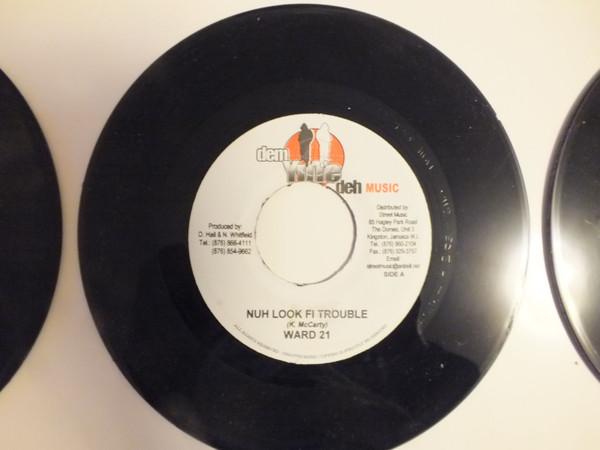 dem
Yute
deh MUSIC
Produced by:
D. Hall & N. Whitfield
Tel.: (876) 866-4111
(876) 854-9662
Distributed by
Street Music
85 Hagley Park Road
The Domes, Unit 3
Kingston, Jamaica W.I.
Tel.: (876) 960-2104
Fax.: (876) 929-3757
Email:
SIDE A
NUH LOOK FI TROUBLE
(K. McCarty)
WARD 21